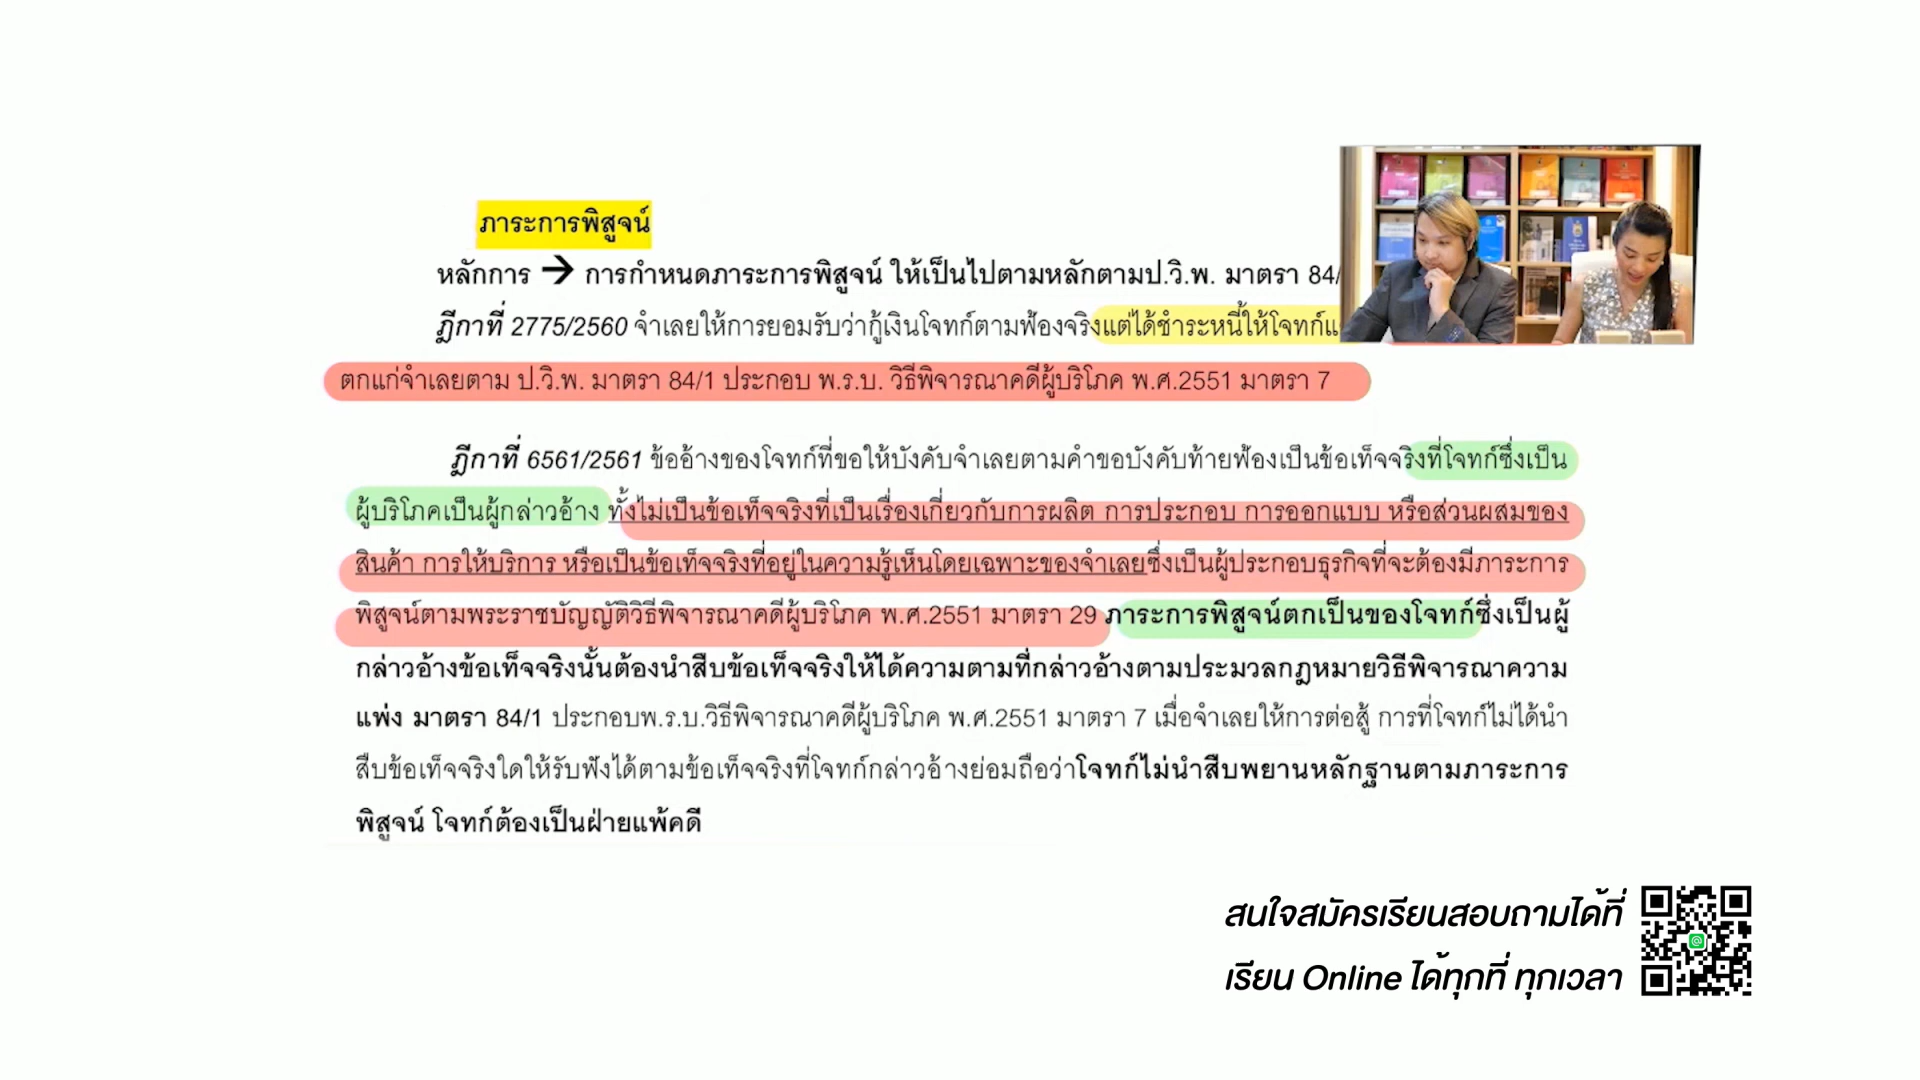 ภาระการพิสูจน์
หลักการ → การกำหนดภาระการพิสูจน์ ให้เป็นไปตามหลักตามป.วิ.พ. มาตรา 84/
ฎีกาที่ 2775/2560 จำเลยให้การยอมรับว่ากู้เงินโจทก์ตามฟ้องจริงแต่ได้ชำระหนี้ให้โจทก์แ
ตกแก่จำเลยตาม ป.วิ.พ. มาตรา 84/1 ประกอบ พ.ร.บ. วิธีพิจารณาคดีผู้บริโภค พ.ศ.2551 มาตรา 7
ฎีกาที่ 6561/2561 ข้ออ้างของโจทก์ที่ขอให้บังคับจำเลยตามคำขอบังคับท้ายฟ้องเป็นข้อเท็จจริงที่โจทก์ซึ่งเป็น
ผู้บริโภคเป็นผู้กล่าวอ้าง ทั้งไม่เป็นข้อเท็จจริงที่เป็นเรื่องเกี่ยวกับการผลิต การประกอบ การออกแบบ หรือส่วนผสมของ
สินค้า การให้บริการ หรือเป็นข้อเท็จจริงที่อยู่ในความรู้เห็นโดยเฉพาะของจำเลยซึ่งเป็นผู้ประกอบธุรกิจที่จะต้องมีภาระการ
พิสูจน์ตามพระราชบัญญัติวิธีพิจารณาคดีผู้บริโภค พ.ศ.2551 มาตรา 29 ภาระการพิสูจน์ตกเป็นของโจทก์ซึ่งเป็นผู้
กล่าวอ้างข้อเท็จจริงนั้นต้องนำสืบข้อเท็จจริงให้ได้ความตามที่กล่าวอ้างตามประมวลกฎหมายวิธีพิจารณาความ
แพ่ง มาตรา 84/1 ประกอบพ.ร.บ.วิธีพิจารณาคดีผู้บริโภค พ.ศ.2551 มาตรา 7 เมื่อจำเลยให้การต่อสู้ การที่โจทก์ไม่ได้นำ
สืบข้อเท็จจริงใดให้รับฟังได้ตามข้อเท็จจริงที่โจทก์กล่าวอ้างย่อมถือว่าโจทก์ไม่นำสืบพยานหลักฐานตามภาระการ
พิสูจน์ โจทก์ต้องเป็นฝ่ายแพ้คดี
สนใจสมัครเรียนสอบถามได้ที่
เรียน Online ได้ทุกที่ ทุกเวลา